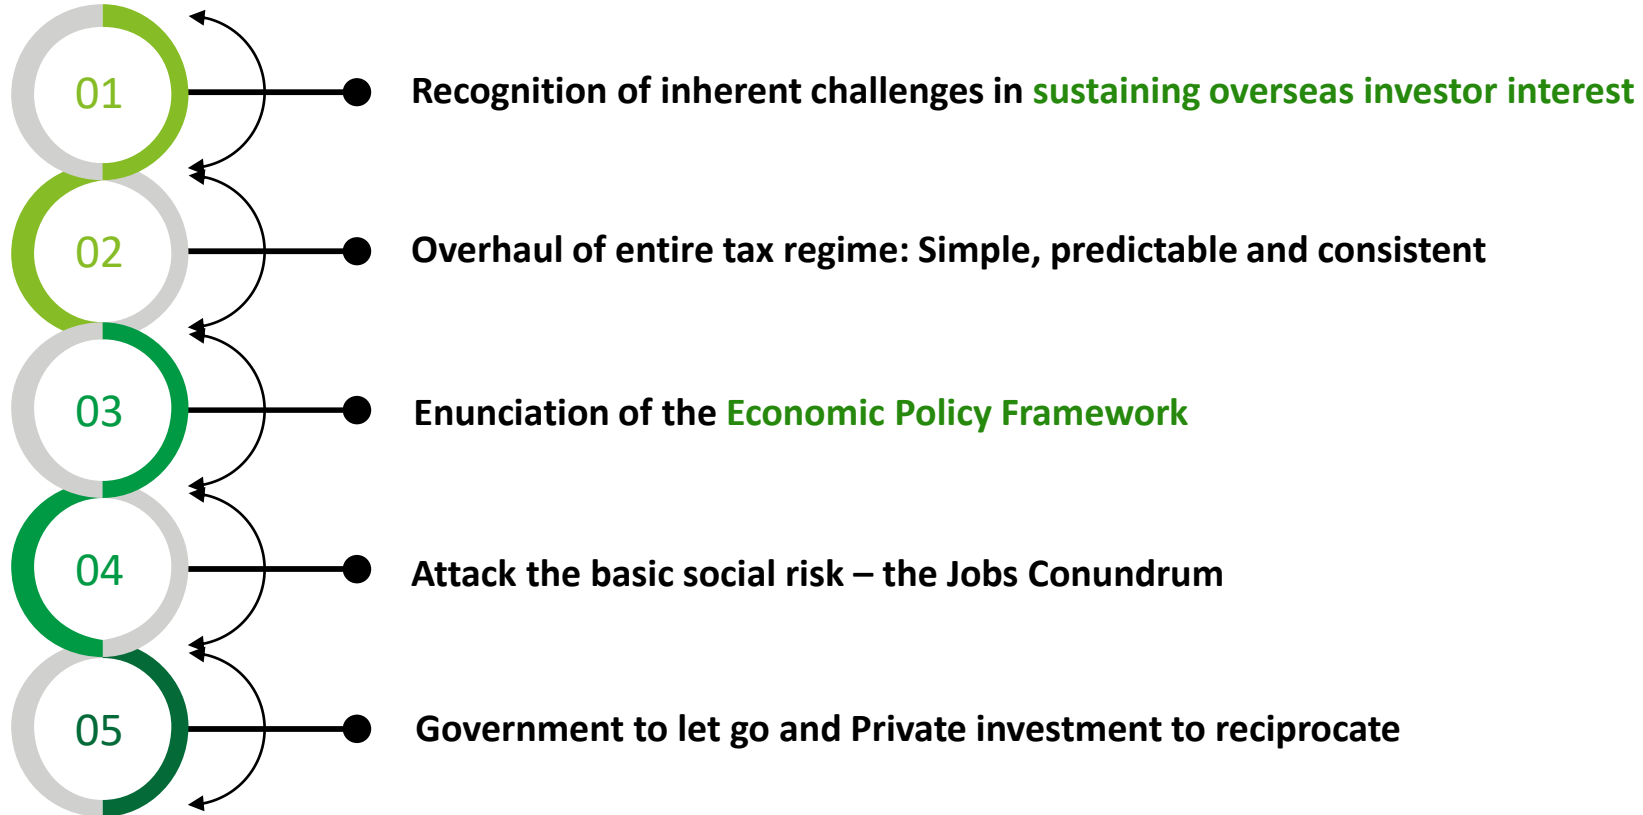 01
Recognition of inherent challenges in sustaining overseas investor interest
02
Overhaul of entire tax regime: Simple, predictable and consistent
03
Enunciation of the Economic Policy Framework
04
Attack the basic social risk – the Jobs Conundrum
05
Government to let go and Private investment to reciprocate